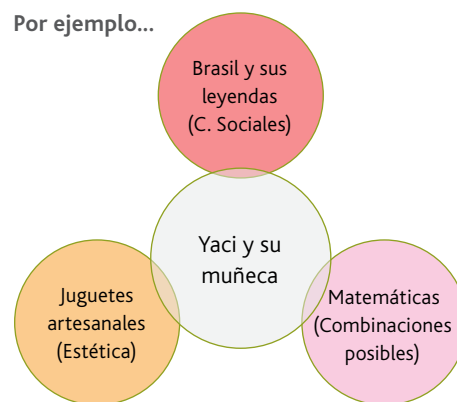 Por ejemplo...
Brasil y sus
leyendas
(C. Sociales)
Yaci y su
muñeca
Juguetes
artesanales
(Estética)
Matemáticas
(Combinaciones
posibles)